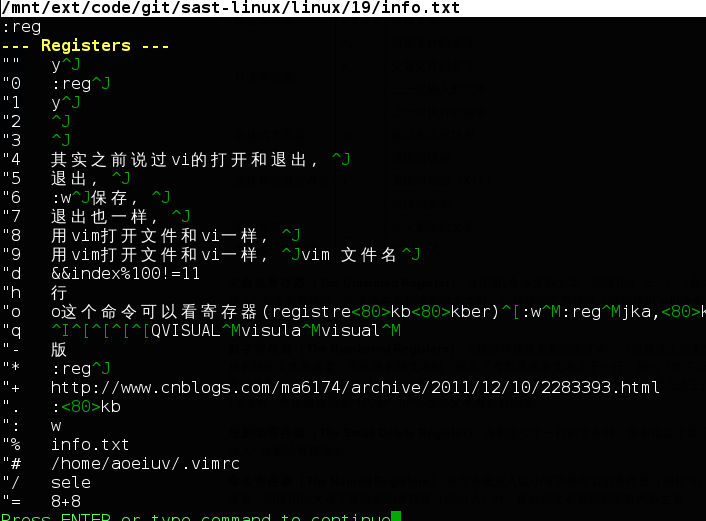 /mnt/ext/code/git/sast-linux/linux/19/info.txt
:reg
--- Registers ---
"" y^J
"0 :reg^J
"1 y^J
"2 ^J
"3 ^J
"4 其实之前说过vi的打开和退出, ^J
"5 退出, ^J
"6 :w^J保存, ^J
"7 退出也一样, ^J
"8 用vim打开文件和vi一样, ^J
"9 用vim打开文件和vi一样, ^Jvim 文件名^J
"d &&index%100!=11
"h 行
"o o这个命令可以看寄存器(registre<80>kb<80>kber)^[:w^M:reg^Mjka,<80>k
"q ^I^[^[^[^[QVISUAL^Mvisula^Mvisual^M
"- 版
"* :reg^J
"+ http://www.cnblogs.com/ma6174/archive/2011/12/10/2283393.html
". :<80>kb
": w
"% info.txt
"# /home/aoeiuv/.vimrc
"/ sele
"= 8+8
Press ENTER or type command to continue